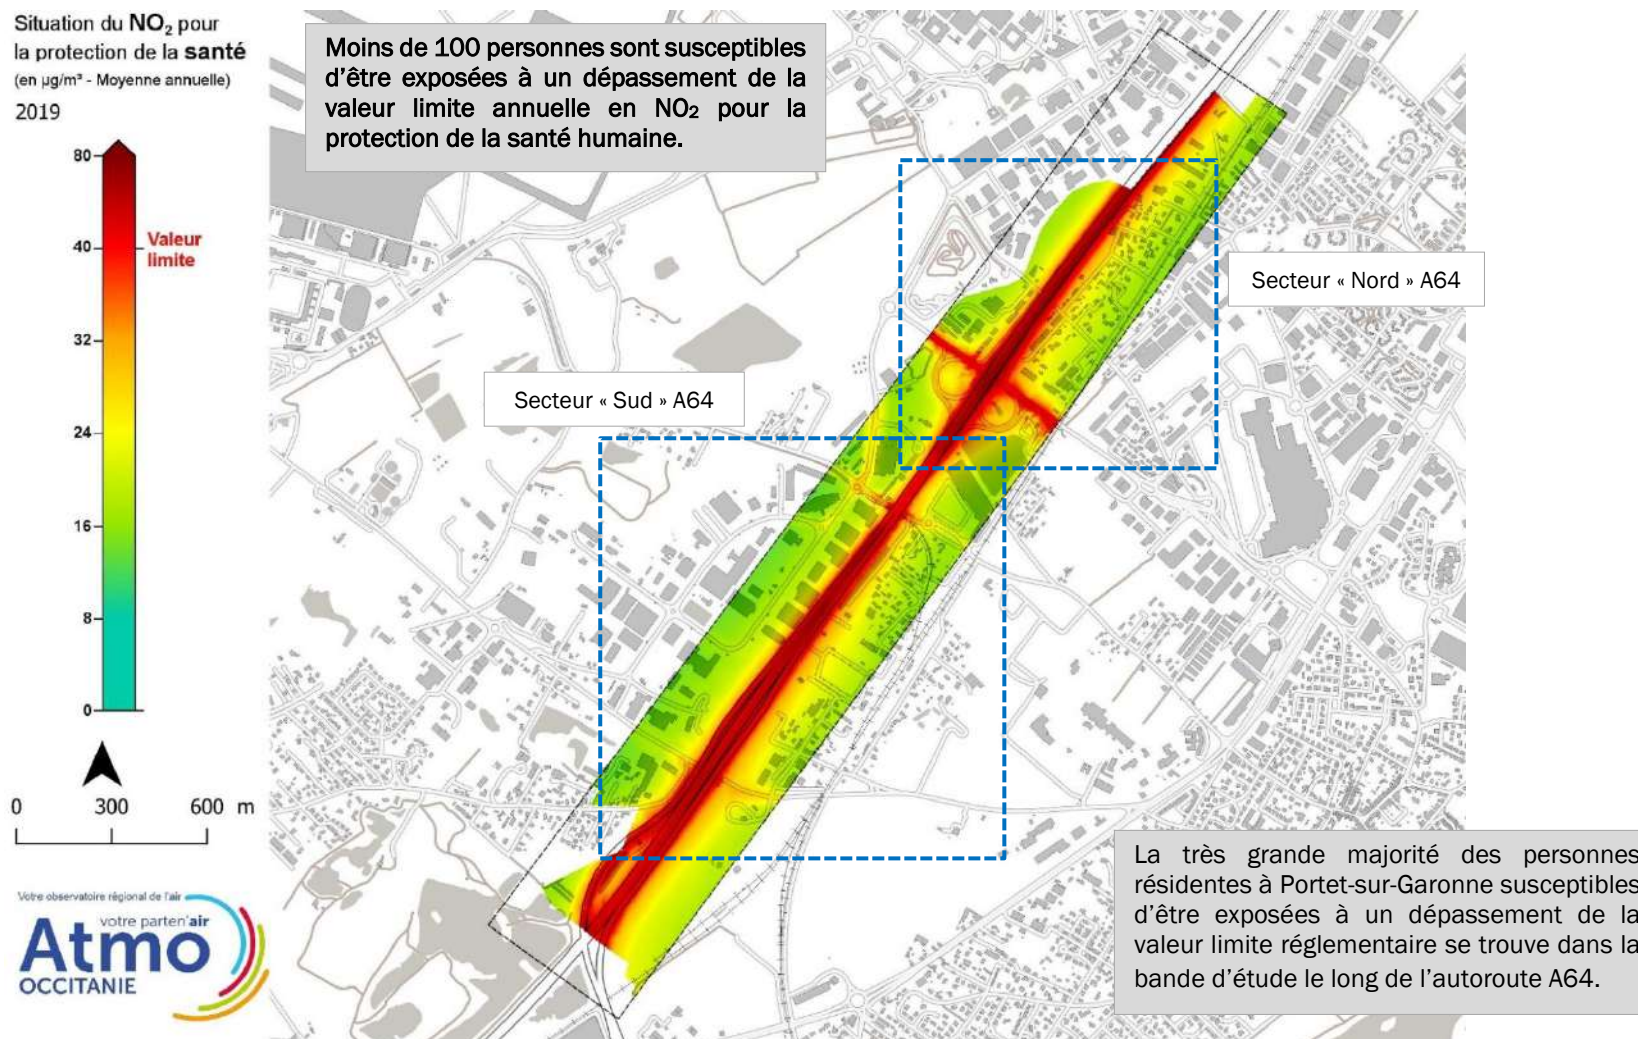 Situation du NO₂ pour
la protection de la santé
(en µg/m³ - Moyenne annuelle)
2019
80
40
Valeur
limite
32
24
16
8
0
0 300 600 m
Votre observatoire régional de l'air
votre parten'air
Atmo
OCCITANIE
Moins de 100 personnes sont susceptibles
d'être exposées à un dépassement de la
valeur limite annuelle en NO₂ pour la
protection de la santé humaine.
Secteur « Nord » A64
Secteur « Sud » A64
La très grande majorité des personnes
résidentes à Portet-sur-Garonne susceptibles
d'être exposées à un dépassement de la
valeur limite réglementaire se trouve dans la
bande d'étude le long de l'autoroute A64.